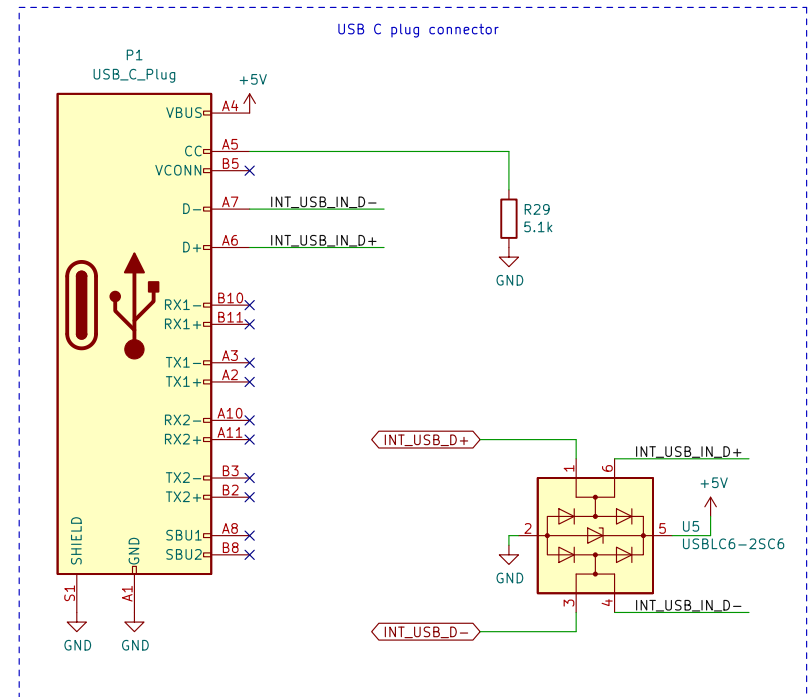 USB C plug connector
P1
USB_C_Plug
+5V
VBUS A4
CC A5
VCONN B5
D- A7 INT_USB_IN_D-
R29
5.1k
D+ A6 INT_USB_IN_D+
GND
RX1- B10
RX1+ B11
TX1- A3
TX1+ A2
RX2- A10
RX2+ A11
INT_USB_D+
INT_USB_IN_D+
1 6
TX2- B3
TX2+ B2
+5V
SBU1 A8
SBU2 B8
SHIELD
GND
2
5
U5
USBLC6-2SC6
GND
S1
A1
3 4
INT_USB_IN_D-
INT_USB_D-
GND
GND